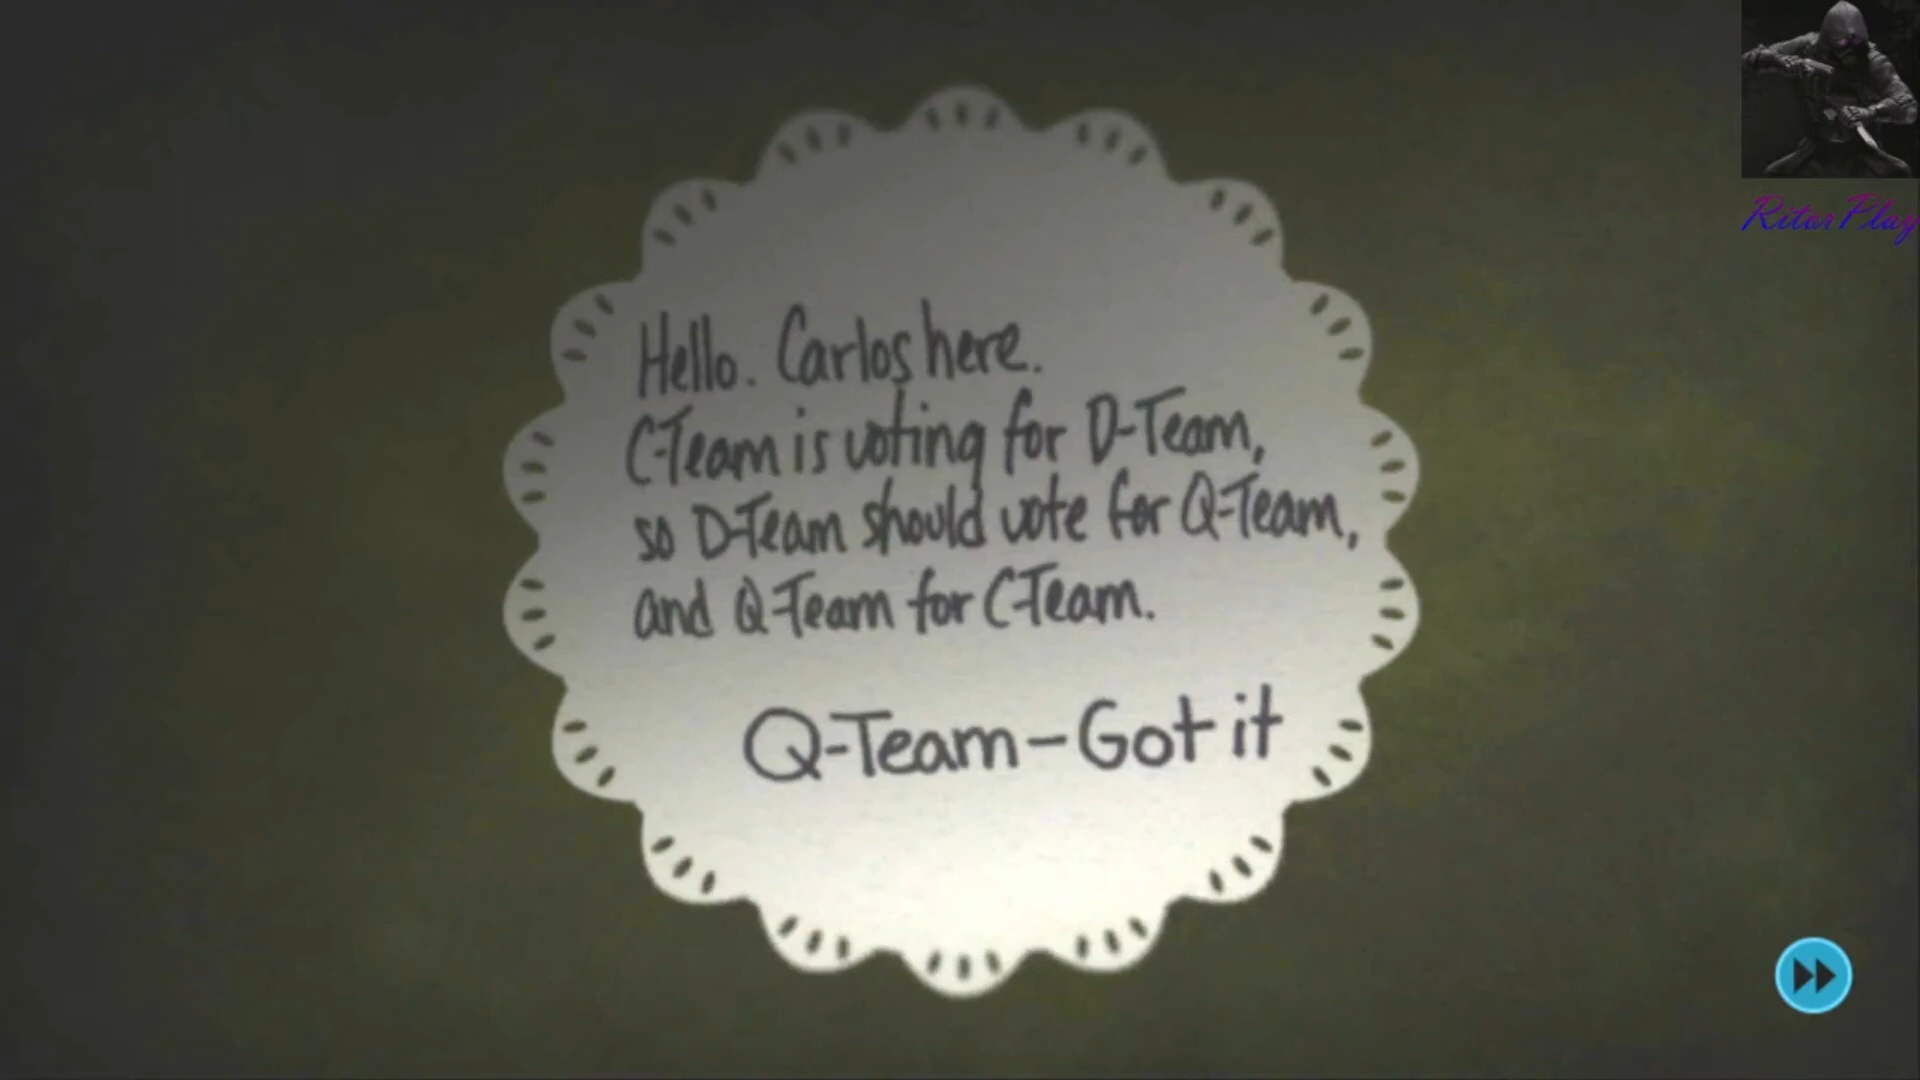 RitorPlay
Hello. Carlos here.
C-Team is voting for D-Team,
so D-Team should vote for Q-Team,
and Q-Team for C-Team.
Q-Team-Got it